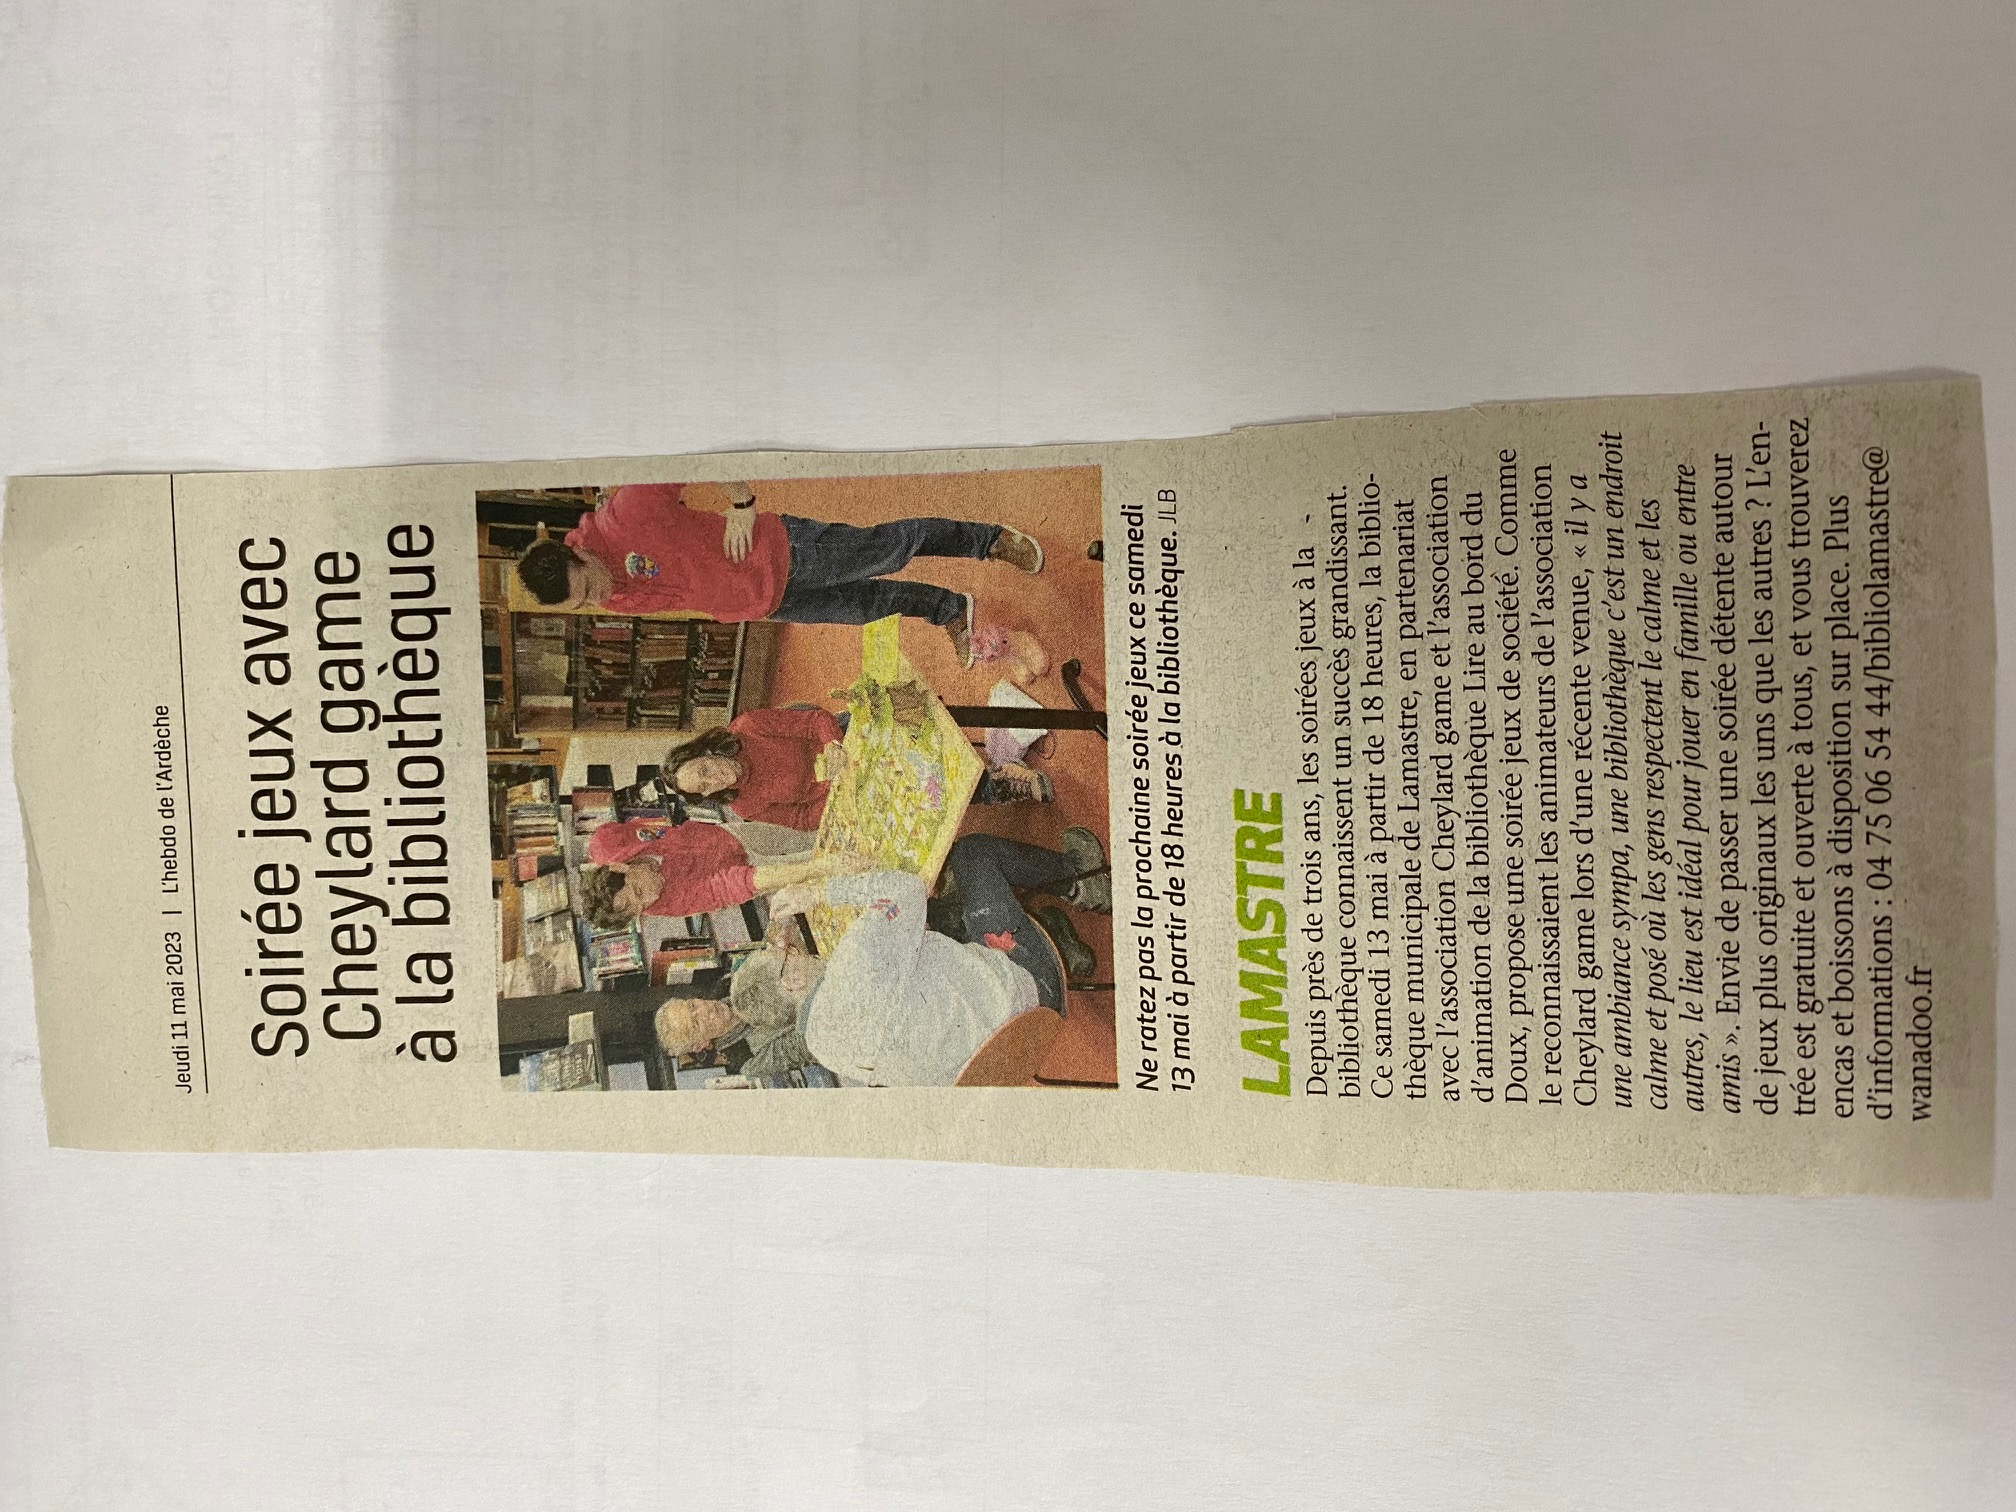 Jeudi 11 mai 2023 | L'hebdo de l'Ardèche
Soirée jeux avec
Cheylard game
à la bibliothèque
Ne ratez pas la prochaine soirée jeux ce samedi
13 mai à partir de 18 heures à la bibliothèque. JLB
LAMASTRE
Depuis près de trois ans, les soirées jeux à la
bibliothèque connaissent un succès grandissant.
Ce samedi 13 mai à partir de 18 heures, la biblio-
thèque municipale de Lamastre, en partenariat
avec l'association Cheylard game et l'association
d'animation de la bibliothèque Lire au bord du
Doux, propose une soirée jeux de société. Comme
le reconnaissaient les animateurs de l'association
Cheylard game lors d'une récente venue, « il y a
une ambiance sympa, une bibliothèque c'est un endroit
calme et posé où les gens respectent le calme et les
autres, le lieu est idéal pour jouer en famille ou entre
amis ». Envie de passer une soirée détente autour
de jeux plus originaux les uns que les autres ? L'en-
trée est gratuite et ouverte à tous, et vous trouverez
encas et boissons à disposition sur place. Plus
d'informations : 04 75 06 54 44/bibliolamastre@
wanadoo.fr